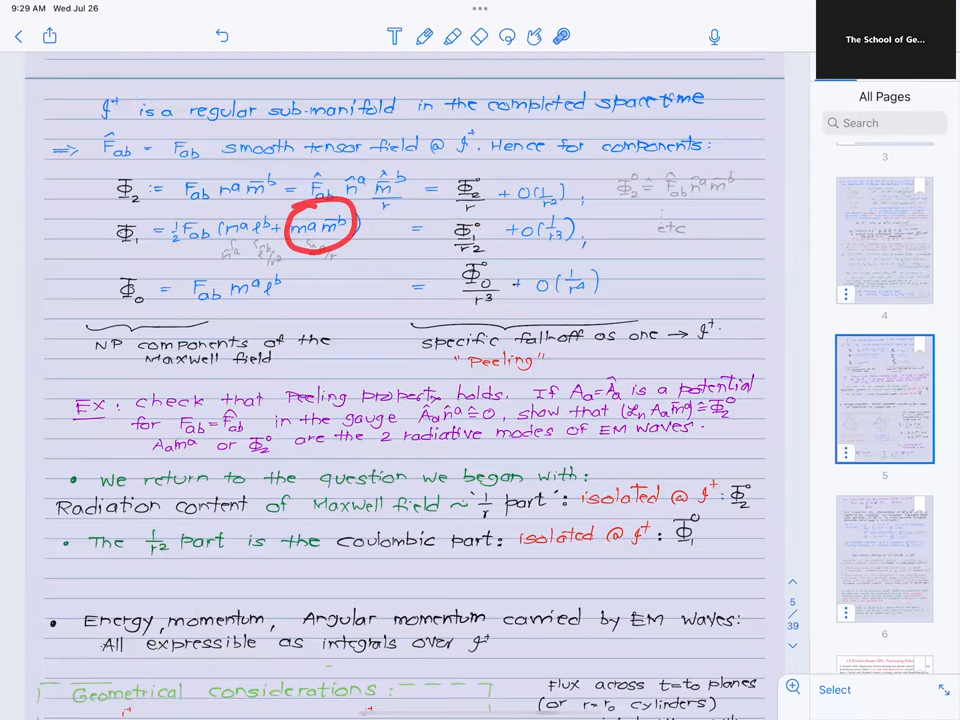 9:29 AM Wed Jul 26
The School of Ge...
All Pages
Search
𝓘⁺ is a regular sub-manifold in the completed spacetime
⇒ F̂ab = Fab smooth tensor field @ 𝓘⁺. Hence for components:
Φ₂ := Fab nᵃ m̄ᵇ = F̂ab n̂ᵃ m̄̂ᵇ/r = Φ₂⁰/r + O(1/r²) ; Φ₂⁰ ≙ F̂ab n̂ᵃ m̄ᵇ
Φ₁ = ½ Fab (nᵃ lᵇ + mᵃ m̄ᵇ) = Φ₁⁰/r² + O(1/r³) ; etc
Φ₀ = Fab mᵃ lᵇ = Φ₀⁰/r³ + O(1/r⁴)
NP components of the Maxwell field
specific falloff as one → 𝓘⁺.
"Peeling"
EX: check that Peeling property holds. If Aa = Âa is a potential
for Fab = F̂ab in the gauge Âa n̂ᵃ ≙ 0, show that (𝓛n Aa m̄ᵃ) ≙ Φ₂⁰
Aa mᵃ or Φ₂⁰ are the 2 radiative modes of EM waves.
• We return to the question we began with:
Radiation content of Maxwell field ~ '1/r part': isolated @ 𝓘⁺: Φ₂⁰
• The 1/r² part is the coulombic part: isolated @ 𝓘⁺: Φ₁⁰
• Energy, momentum, Angular momentum carried by EM waves:
All expressible as integrals over 𝓘⁺
Geometrical considerations:
Flux across t=t₀ planes
(or r=r₀ cylinders)
3
4
5
6
5
39
Select